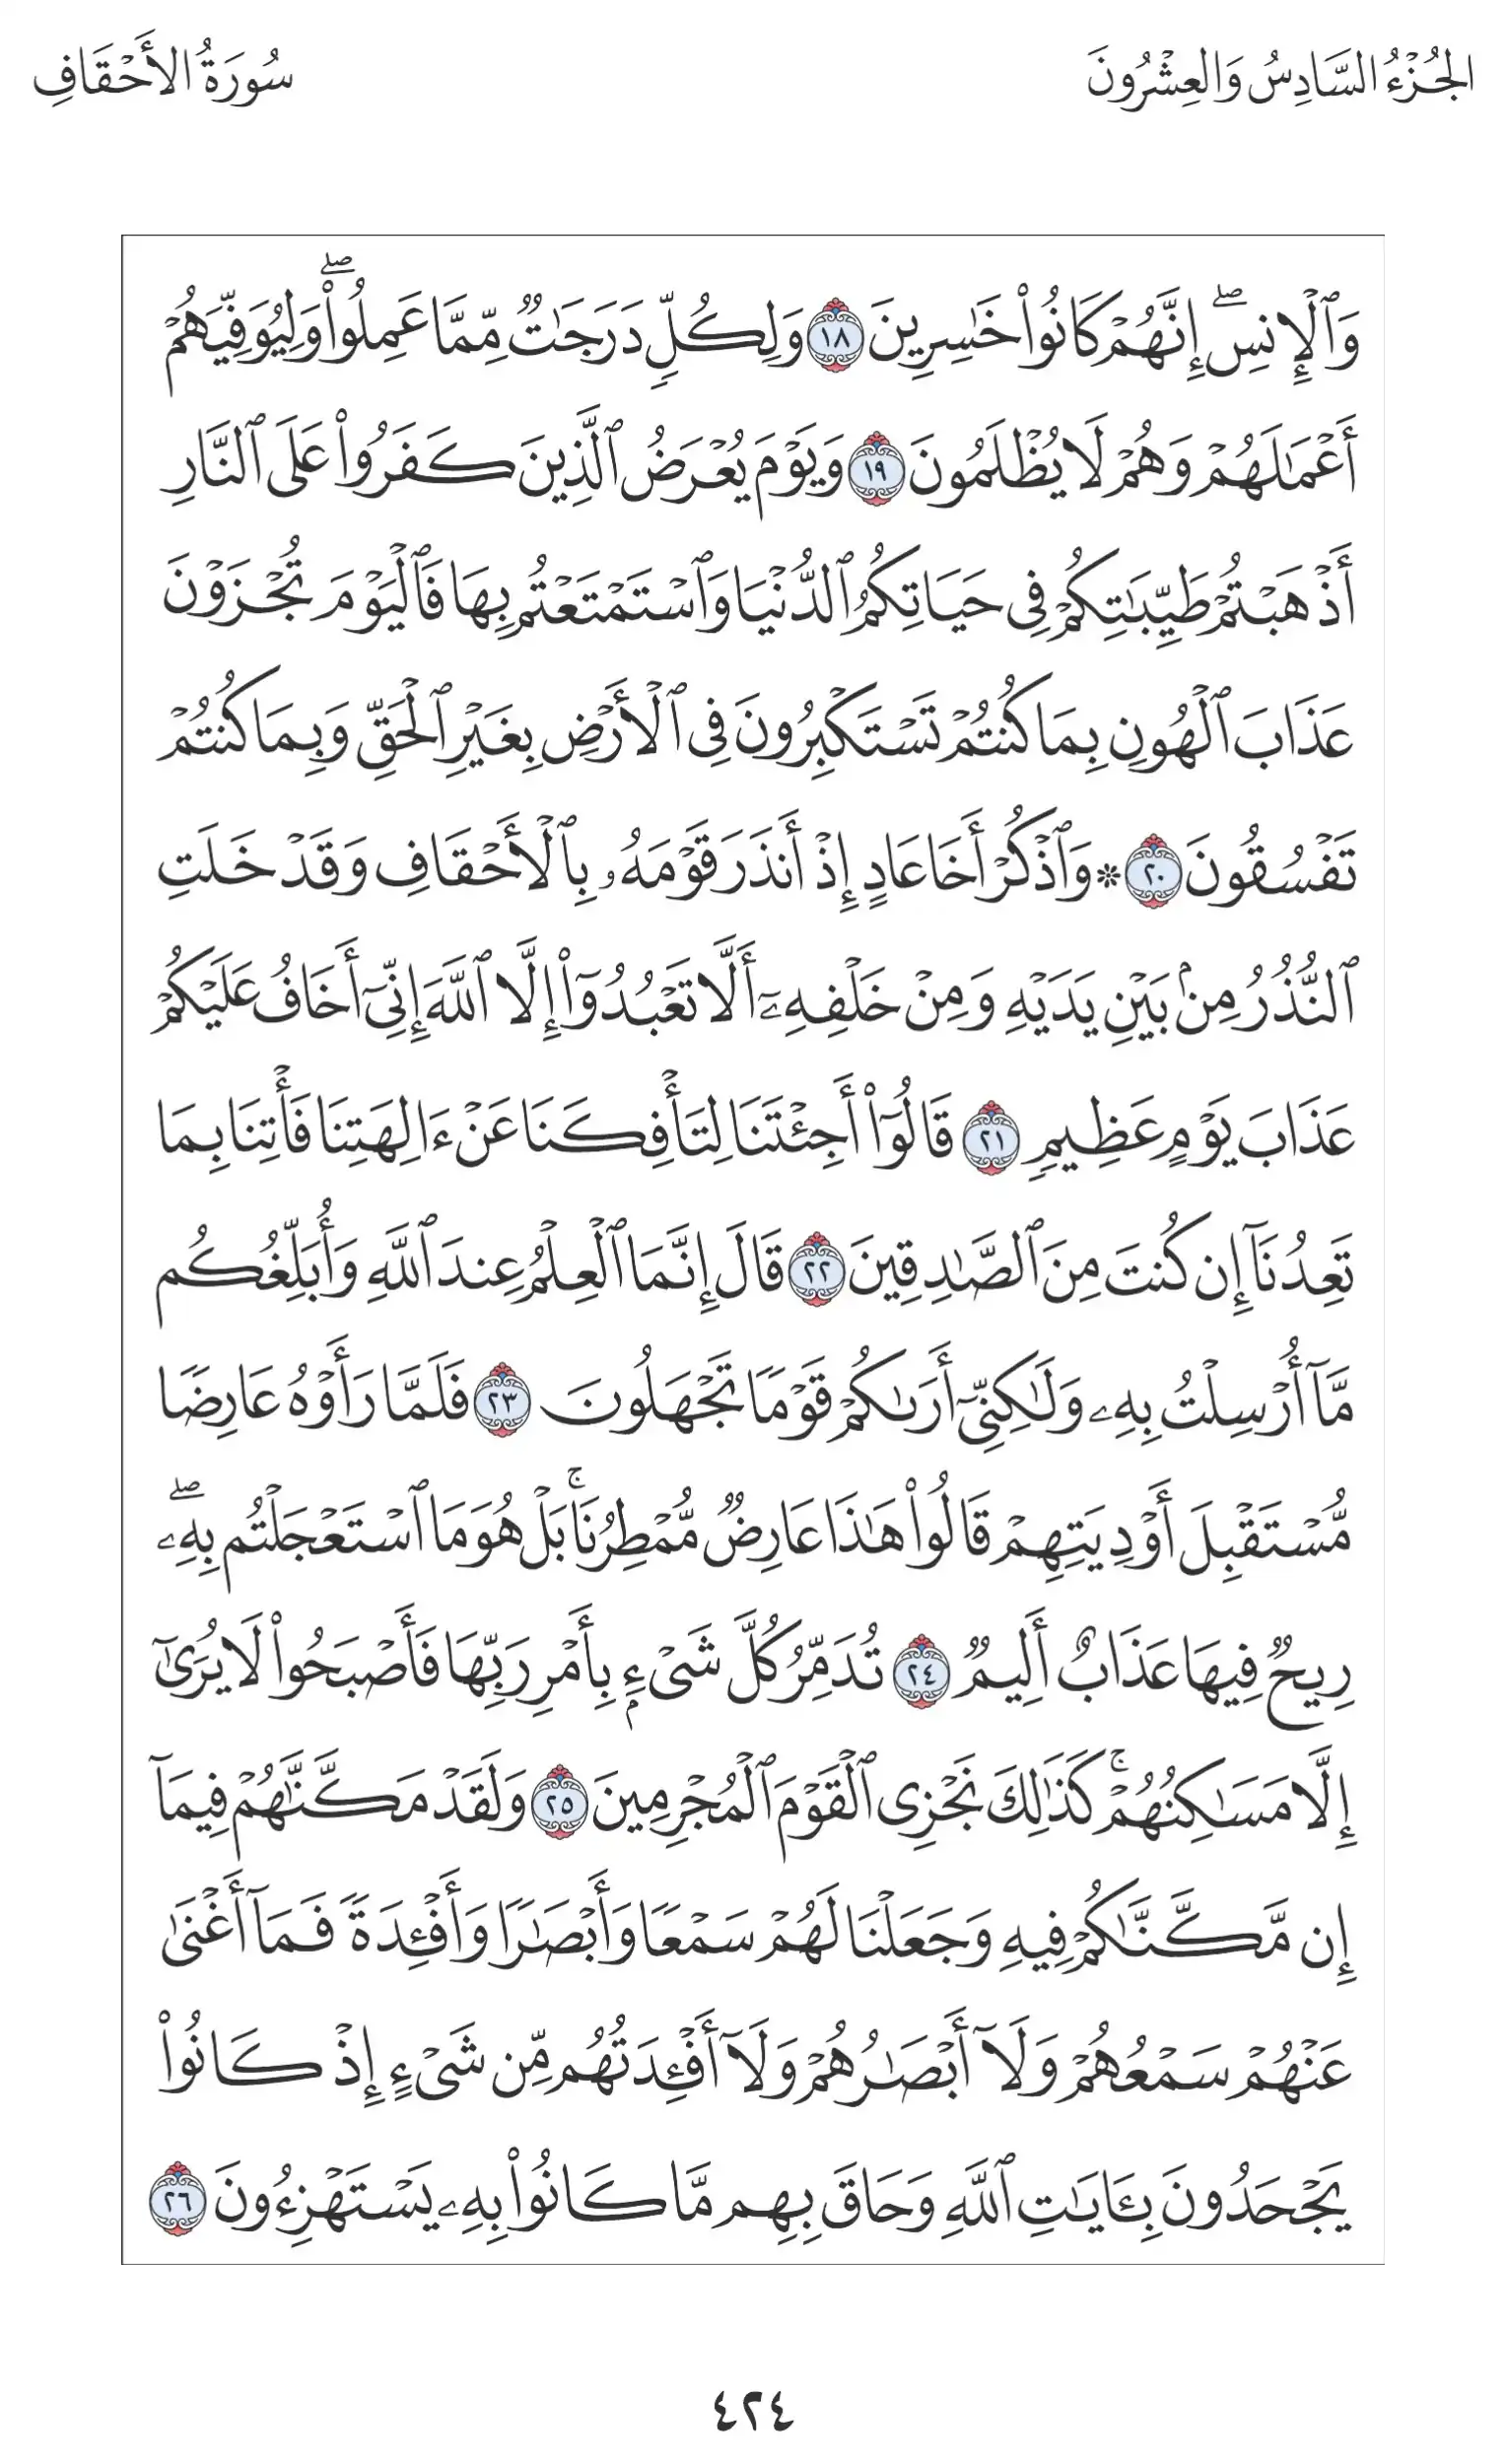 الجُزْءُ السَّادِسُ وَالعِشْرُونَ
سُورَةُ الأَحْقَافِ
وَٱلۡإِنسِۖ إِنَّهُمۡ كَانُواْ خَٰسِرِينَ ١٨ وَلِكُلّٖ دَرَجَٰتٞ مِّمَّا عَمِلُواْۖ وَلِيُوَفِّيَهُمۡ
أَعۡمَٰلَهُمۡ وَهُمۡ لَا يُظۡلَمُونَ ١٩ وَيَوۡمَ يُعۡرَضُ ٱلَّذِينَ كَفَرُواْ عَلَى ٱلنَّارِ
أَذۡهَبۡتُمۡ طَيِّبَٰتِكُمۡ فِي حَيَاتِكُمُ ٱلدُّنۡيَا وَٱسۡتَمۡتَعۡتُم بِهَا فَٱلۡيَوۡمَ تُجۡزَوۡنَ
عَذَابَ ٱلۡهُونِ بِمَا كُنتُمۡ تَسۡتَكۡبِرُونَ فِي ٱلۡأَرۡضِ بِغَيۡرِ ٱلۡحَقِّ وَبِمَا كُنتُمۡ
تَفۡسُقُونَ ٢٠ ۞ وَٱذۡكُرۡ أَخَا عَادٍ إِذۡ أَنذَرَ قَوۡمَهُۥ بِٱلۡأَحۡقَافِ وَقَدۡ خَلَتِ
ٱلنُّذُرُ مِنۢ بَيۡنِ يَدَيۡهِ وَمِنۡ خَلۡفِهِۦٓ أَلَّا تَعۡبُدُوٓاْ إِلَّا ٱللَّهَ إِنِّيٓ أَخَافُ عَلَيۡكُمۡ
عَذَابَ يَوۡمٍ عَظِيمٖ ٢١ قَالُوٓاْ أَجِئۡتَنَا لِتَأۡفِكَنَا عَنۡ ءَالِهَتِنَا فَأۡتِنَا بِمَا
تَعِدُنَآ إِن كُنتَ مِنَ ٱلصَّٰدِقِينَ ٢٢ قَالَ إِنَّمَا ٱلۡعِلۡمُ عِندَ ٱللَّهِ وَأُبَلِّغُكُم
مَّآ أُرۡسِلۡتُ بِهِۦ وَلَٰكِنِّيٓ أَرَىٰكُمۡ قَوۡمٗا تَجۡهَلُونَ ٢٣ فَلَمَّا رَأَوۡهُ عَارِضٗا
مُّسۡتَقۡبِلَ أَوۡدِيَتِهِمۡ قَالُواْ هَٰذَا عَارِضٞ مُّمۡطِرُنَاۚ بَلۡ هُوَ مَا ٱسۡتَعۡجَلۡتُم بِهِۦۖ
رِيحٞ فِيهَا عَذَابٌ أَلِيمٞ ٢٤ تُدَمِّرُ كُلَّ شَيۡءِۭ بِأَمۡرِ رَبِّهَا فَأَصۡبَحُواْ لَا يُرَىٰٓ
إِلَّا مَسَٰكِنُهُمۡۚ كَذَٰلِكَ نَجۡزِي ٱلۡقَوۡمَ ٱلۡمُجۡرِمِينَ ٢٥ وَلَقَدۡ مَكَّنَّٰهُمۡ فِيمَآ
إِن مَّكَّنَّٰكُمۡ فِيهِ وَجَعَلۡنَا لَهُمۡ سَمۡعٗا وَأَبۡصَٰرٗا وَأَفۡـِٔدَةٗ فَمَآ أَغۡنَىٰ
عَنۡهُمۡ سَمۡعُهُمۡ وَلَآ أَبۡصَٰرُهُمۡ وَلَآ أَفۡـِٔدَتُهُم مِّن شَيۡءٍ إِذۡ كَانُواْ
يَجۡحَدُونَ بِـَٔايَٰتِ ٱللَّهِ وَحَاقَ بِهِم مَّا كَانُواْ بِهِۦ يَسۡتَهۡزِءُونَ ٢٦
٤٢٤